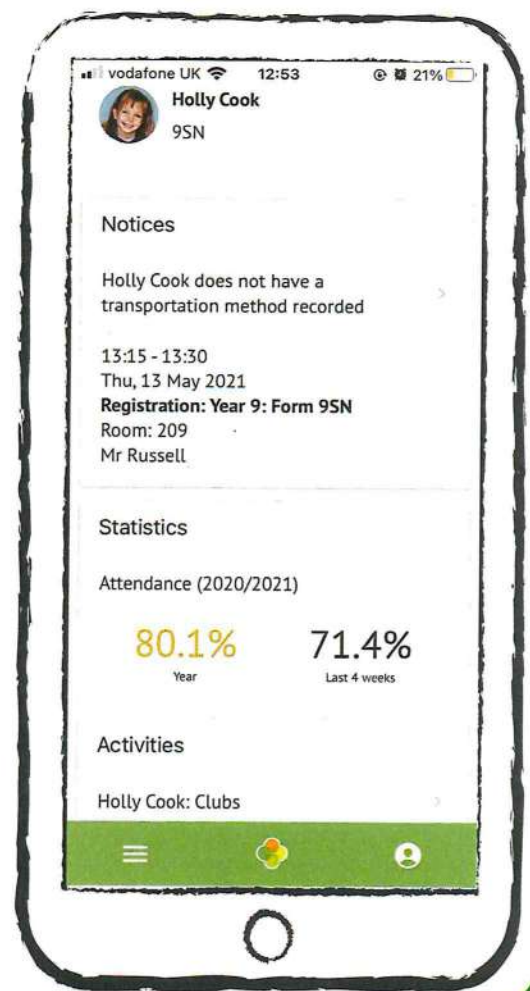 vodafone UK 12:53 21%
Holly Cook
9SN
Notices
Holly Cook does not have a
transportation method recorded
13:15 - 13:30
Thu, 13 May 2021
Registration: Year 9: Form 9SN
Room: 209
Mr Russell
Statistics
Attendance (2020/2021)
80.1% 71.4%
Year Last 4 weeks
Activities
Holly Cook: Clubs